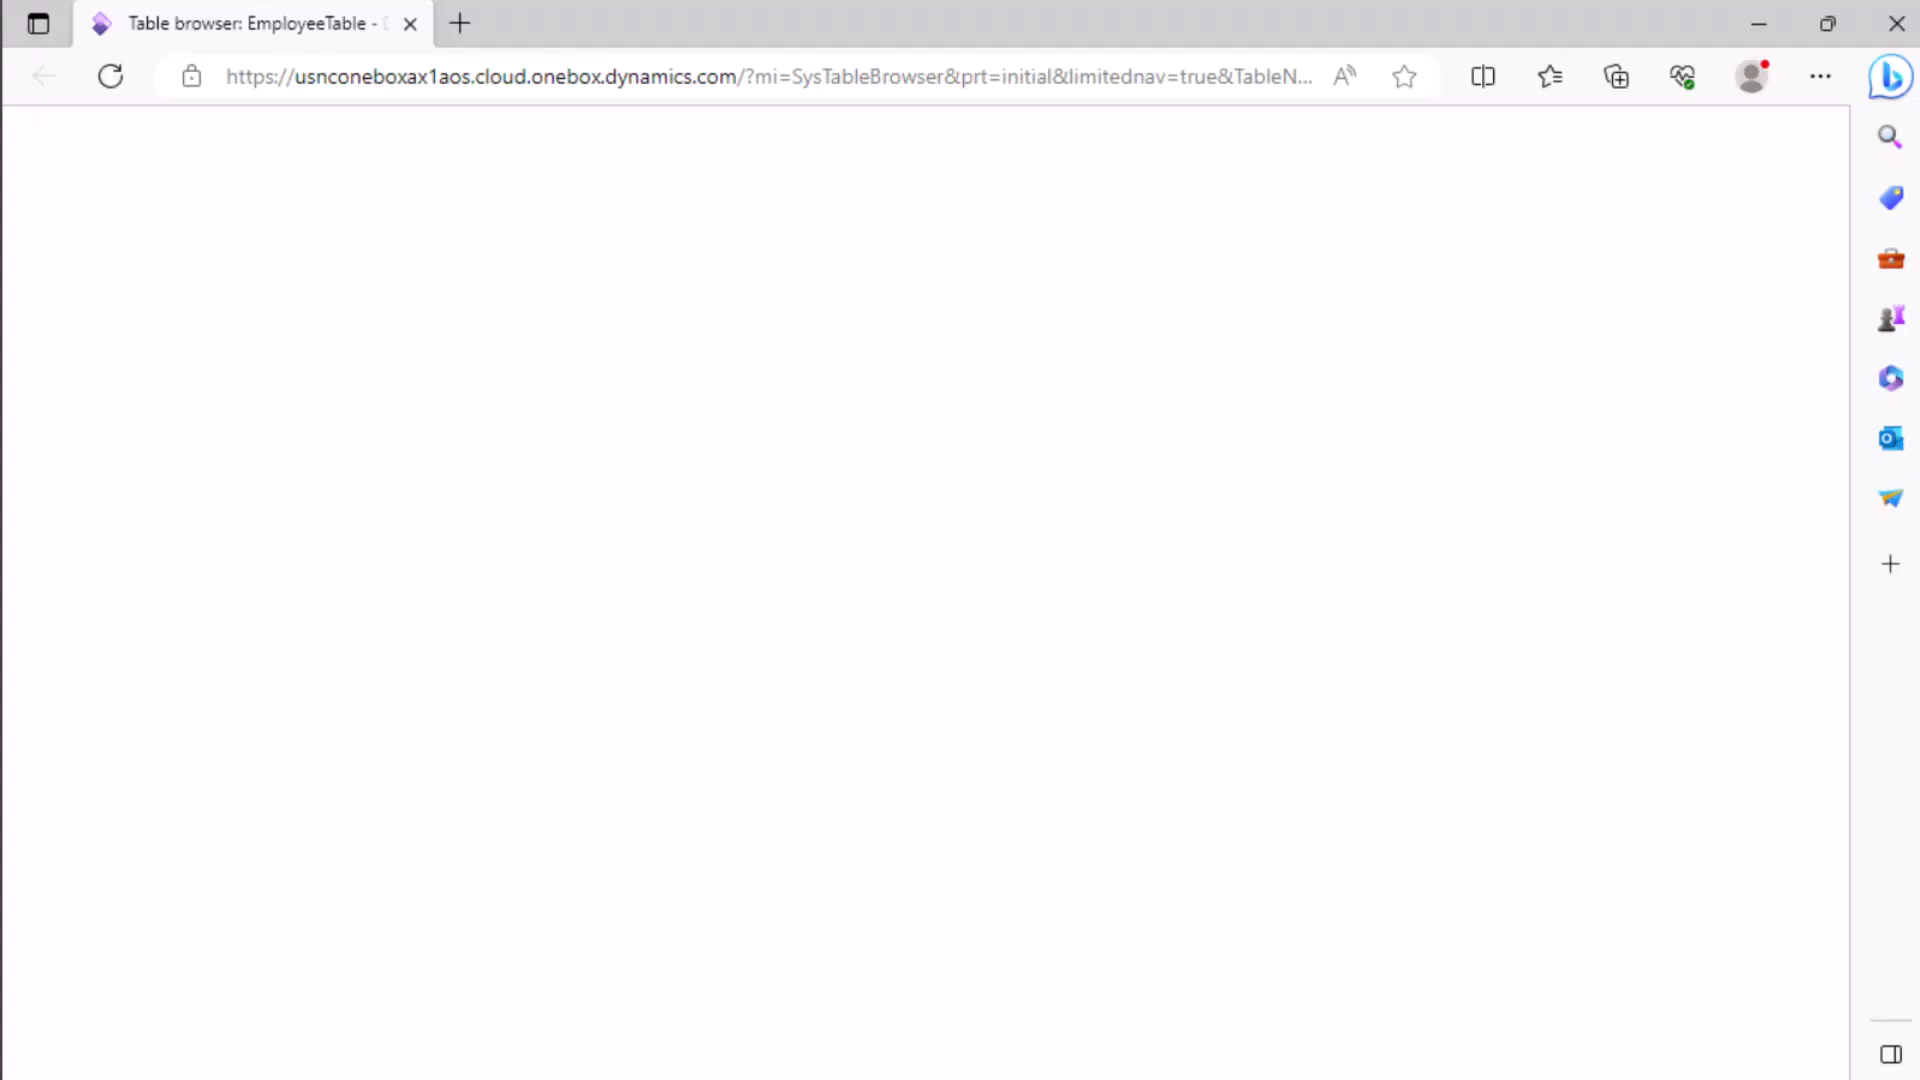 Table browser: EmployeeTable -
https://usnconeboxax1aos.cloud.onebox.dynamics.com/?mi=SysTableBrowser&prt=initial&limitednav=true&TableN...